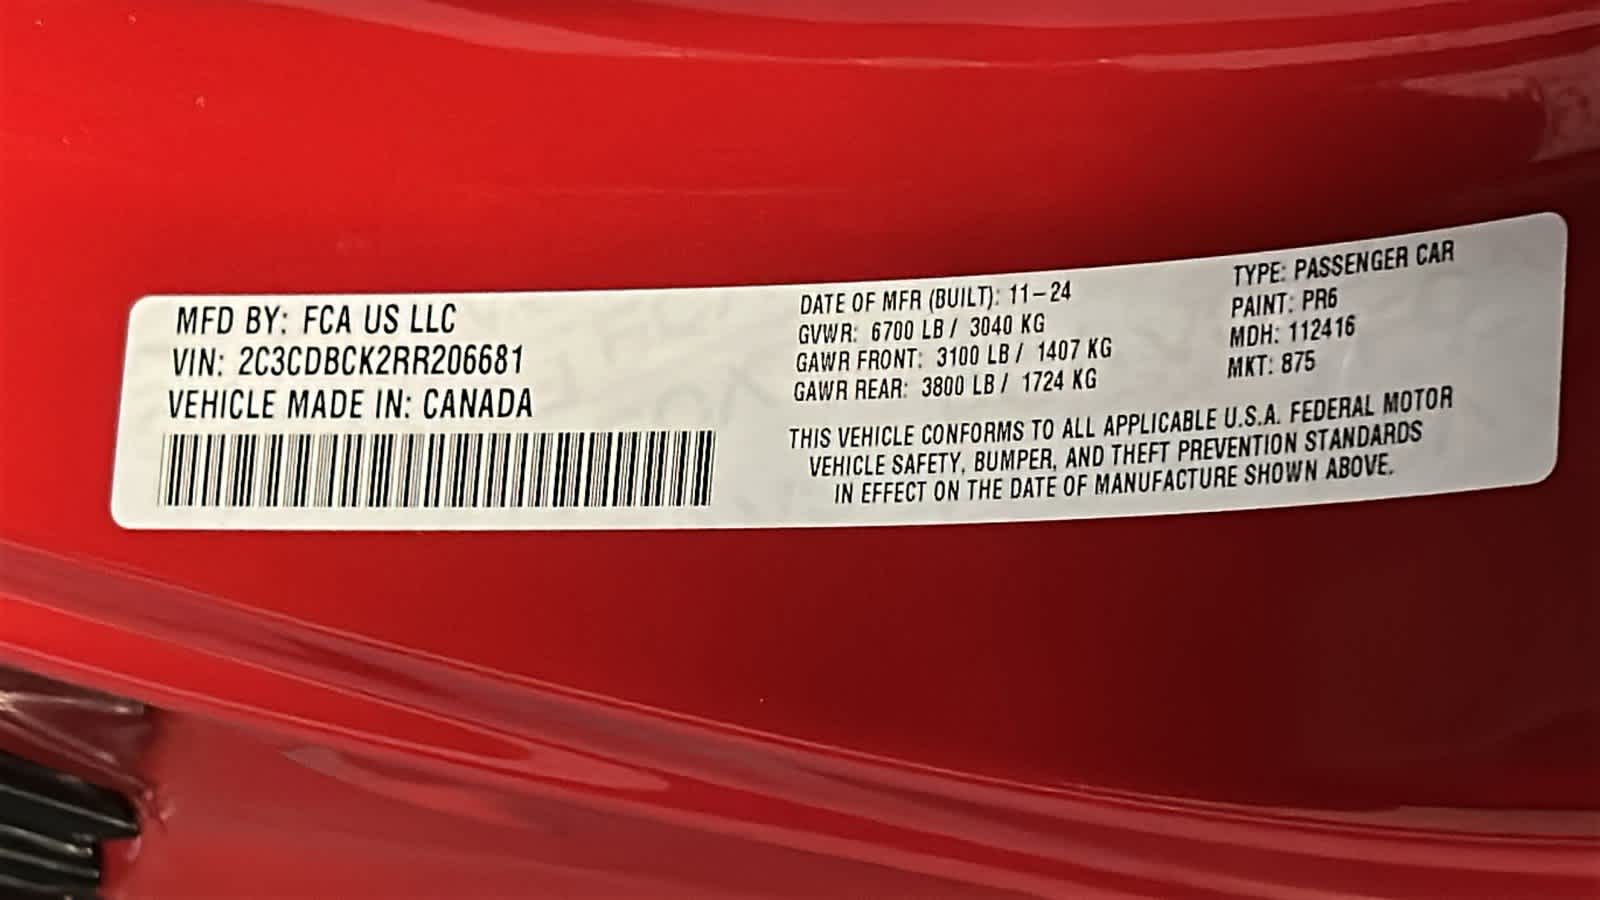 MFD BY: FCA US LLC
VIN: 2C3CDBCK2RR206681
VEHICLE MADE IN: CANADA
DATE OF MFR (BUILT): 11-24
GVWR: 6700 LB / 3040 KG
GAWR FRONT: 3100 LB / 1407 KG
GAWR REAR: 3800 LB / 1724 KG
TYPE: PASSENGER CAR
PAINT: PR6
MDH: 112416
MKT: 875
THIS VEHICLE CONFORMS TO ALL APPLICABLE U.S.A. FEDERAL MOTOR
VEHICLE SAFETY, BUMPER, AND THEFT PREVENTION STANDARDS
IN EFFECT ON THE DATE OF MANUFACTURE SHOWN ABOVE.